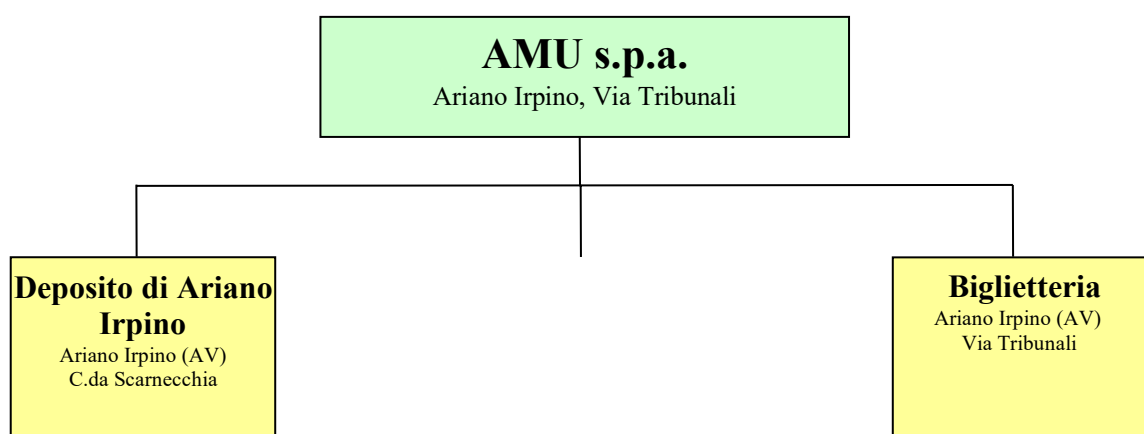 AMU s.p.a.
Ariano Irpino, Via Tribunali
Deposito di Ariano
Irpino
Ariano Irpino (AV)
C.da Scarnecchia
Biglietteria
Ariano Irpino (AV)
Via Tribunali